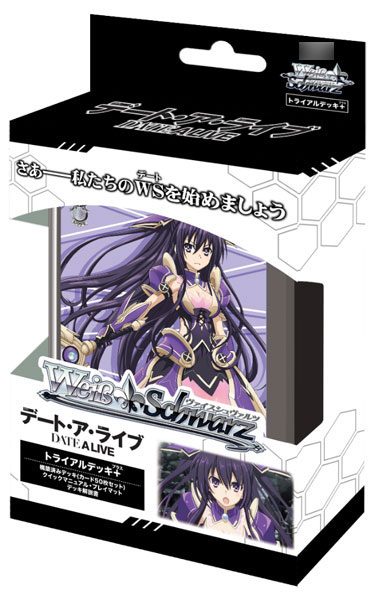 Weiß Schwarz
トライアルデッキ+
デート・ア・ライブ
DATE A LIVE
さあ――私たちのWSを始めましょう
デート
Weiß Schwarz
ヴァイスシュヴァルツ
デート・ア・ライブ
DATE A LIVE
プラス
トライアルデッキ+
構築済みデッキ(カード50枚セット)
クイックマニュアル・プレイマット
デッキ解説書